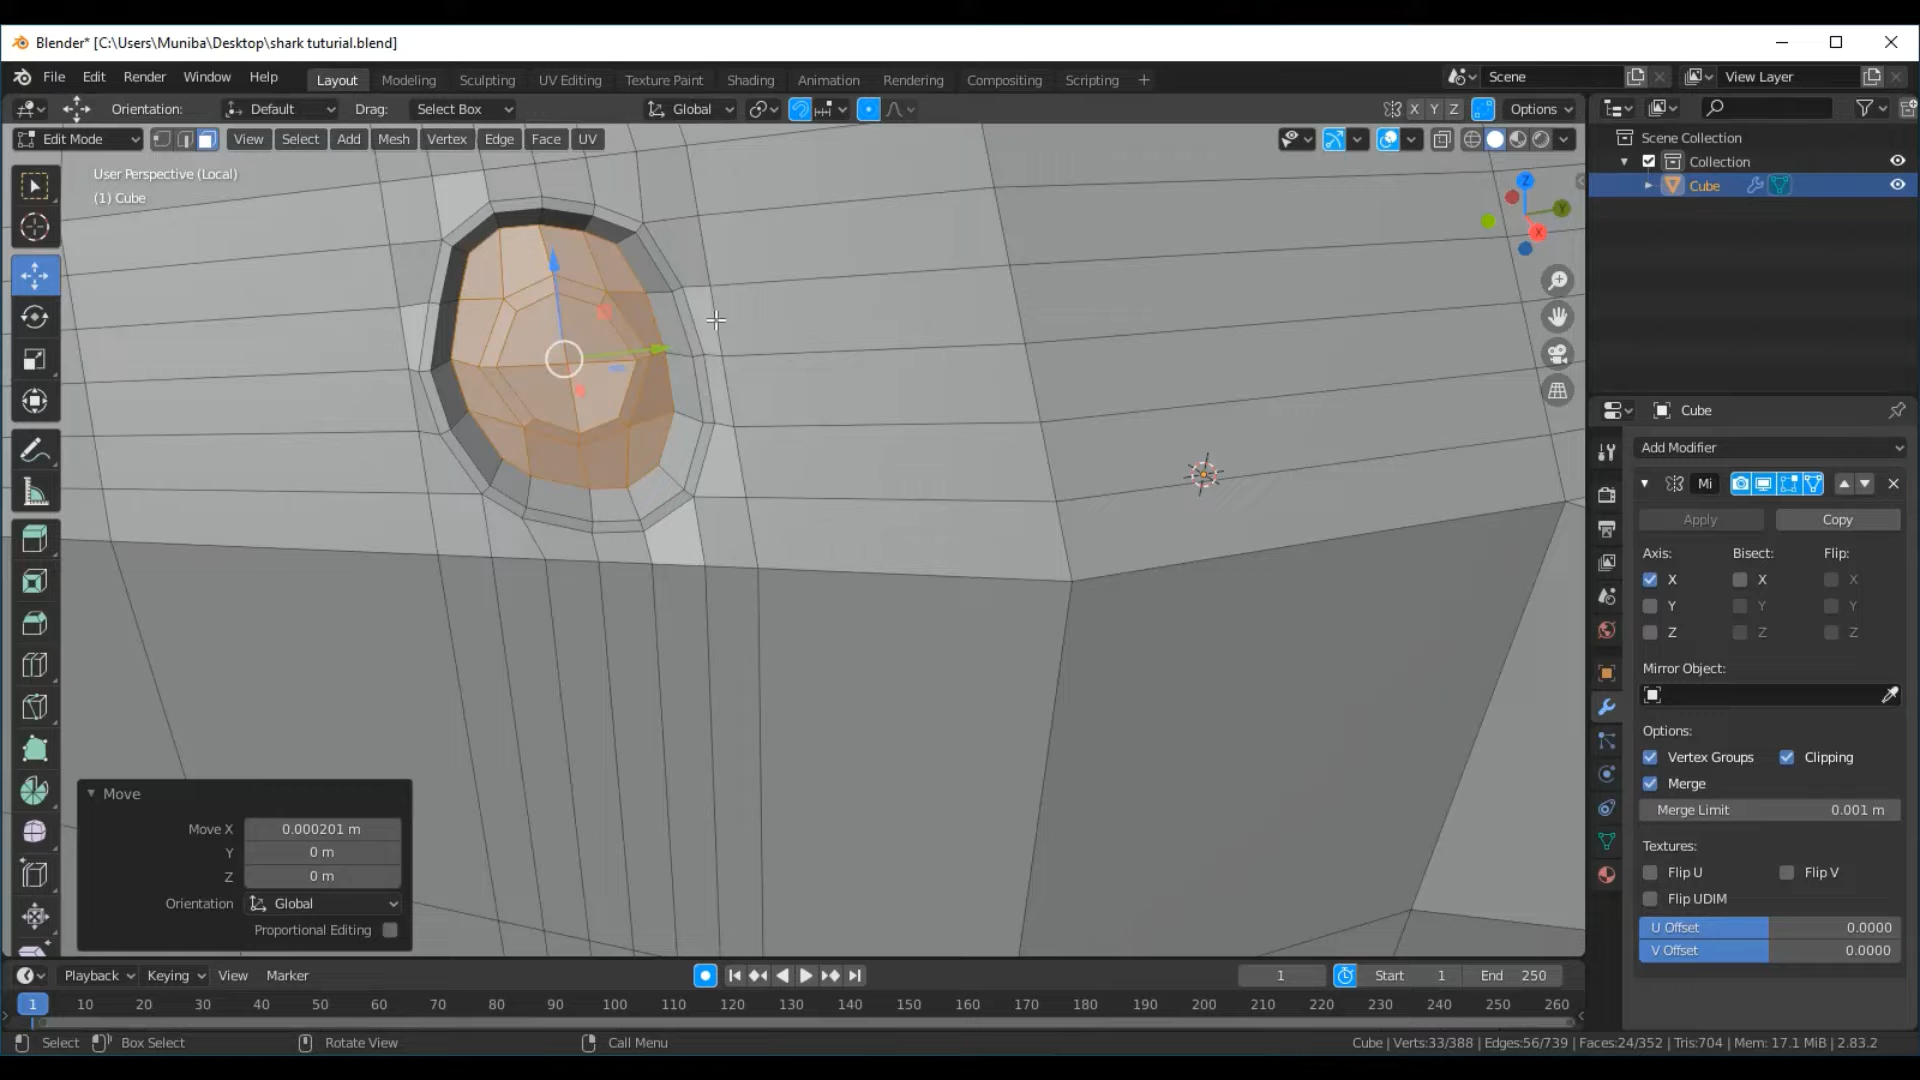 Blender* [C:\Users\Muniba\Desktop\shark tuturial.blend]
File Edit Render Window Help Layout Modeling Sculpting UV Editing Texture Paint Shading Animation Rendering Compositing Scripting + Scene View Layer
Orientation: Default Drag: Select Box Global X Y Z Options
Edit Mode View Select Add Mesh Vertex Edge Face UV
Scene Collection
Collection
Cube
User Perspective (Local)
(1) Cube
Z
Y
X
Cube
Add Modifier
Mi
Apply Copy
Axis: Bisect: Flip:
X X X
Y Y Y
Z Z Z
Mirror Object:
Options:
Vertex Groups Clipping
Merge
Merge Limit 0.001 m
Textures:
Flip U Flip V
Flip UDIM
U Offset 0.0000
V Offset 0.0000
Move
Move X 0.000201 m
Y 0 m
Z 0 m
Orientation Global
Proportional Editing
Playback Keying View Marker 1 Start 1 End 250
1 10 20 30 40 50 60 70 80 90 100 110 120 130 140 150 160 170 180 190 200 210 220 230 240 250 260
Select Box Select Rotate View Call Menu Cube | Verts:33/388 | Edges:56/739 | Faces:24/352 | Tris:704 | Mem: 17.1 MiB | 2.83.2